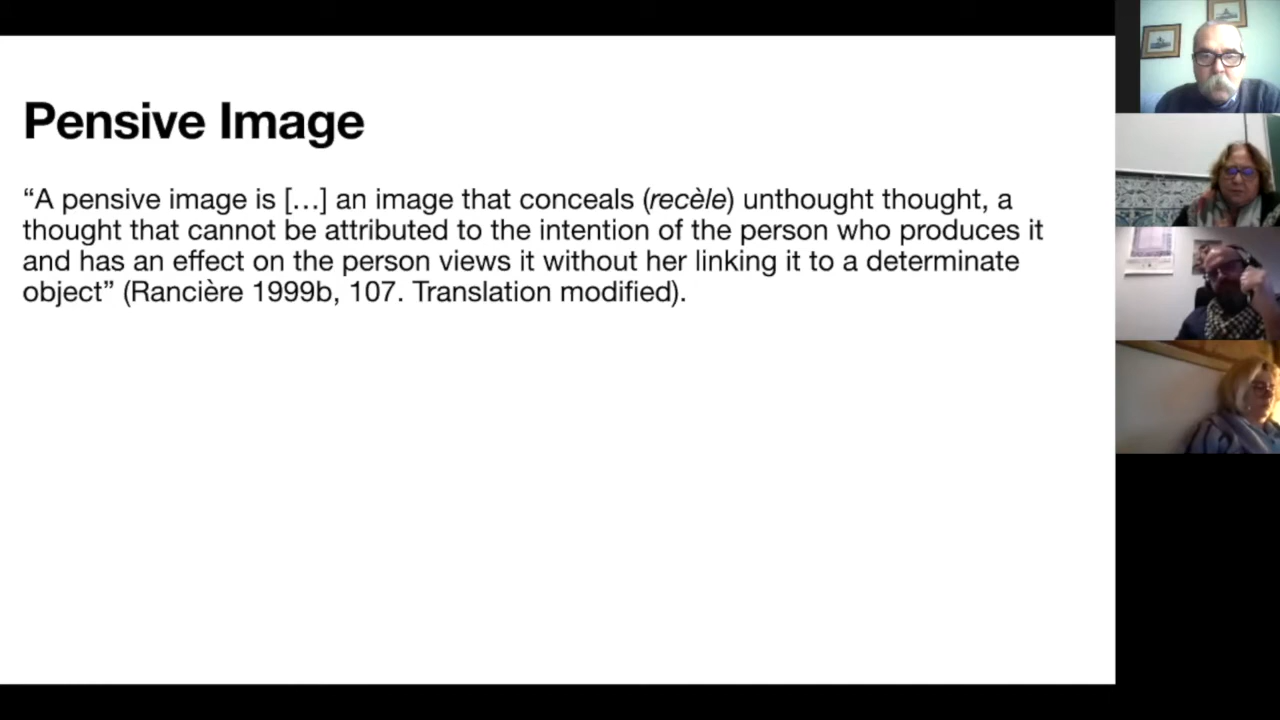 Pensive Image
“A pensive image is […] an image that conceals (recèle) unthought thought, a
thought that cannot be attributed to the intention of the person who produces it
and has an effect on the person views it without her linking it to a determinate
object” (Rancière 1999b, 107. Translation modified).